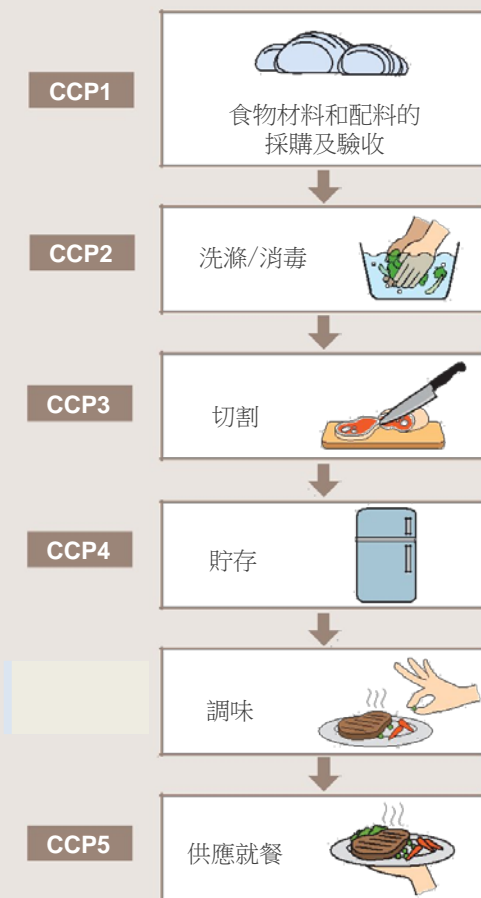 CCP1
食物材料和配料的
採購及驗收
CCP2
洗滌/消毒
CCP3
切割
CCP4
貯存
調味
CCP5
供應就餐